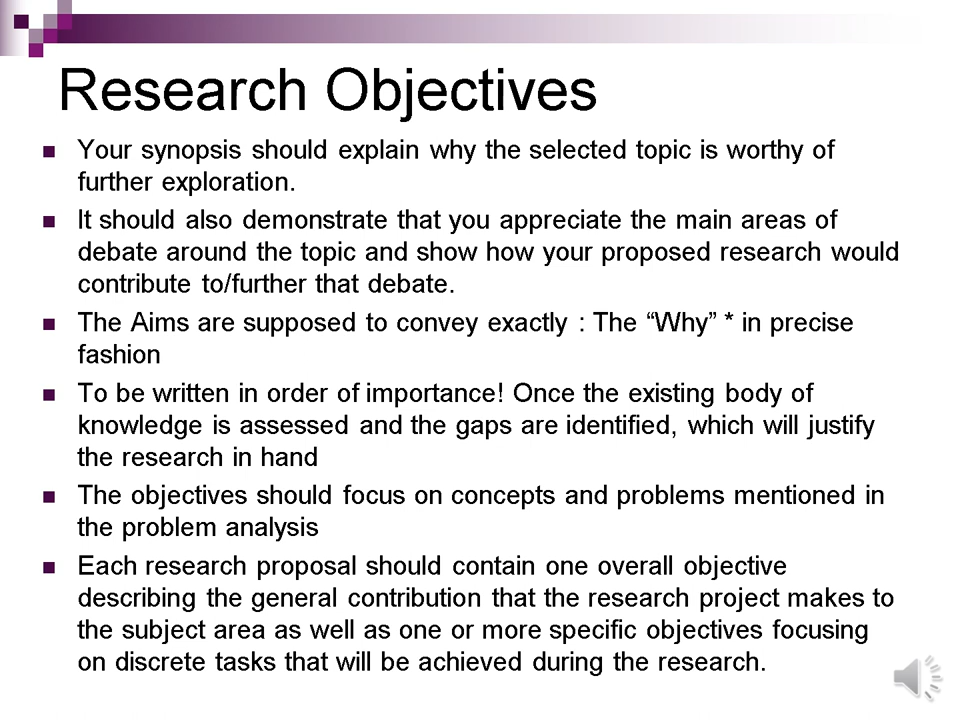 Research Objectives
Your synopsis should explain why the selected topic is worthy of
further exploration.
It should also demonstrate that you appreciate the main areas of
debate around the topic and show how your proposed research would
contribute to/further that debate.
The Aims are supposed to convey exactly : The “Why” * in precise
fashion
To be written in order of importance! Once the existing body of
knowledge is assessed and the gaps are identified, which will justify
the research in hand
The objectives should focus on concepts and problems mentioned in
the problem analysis
Each research proposal should contain one overall objective
describing the general contribution that the research project makes to
the subject area as well as one or more specific objectives focusing
on discrete tasks that will be achieved during the research.